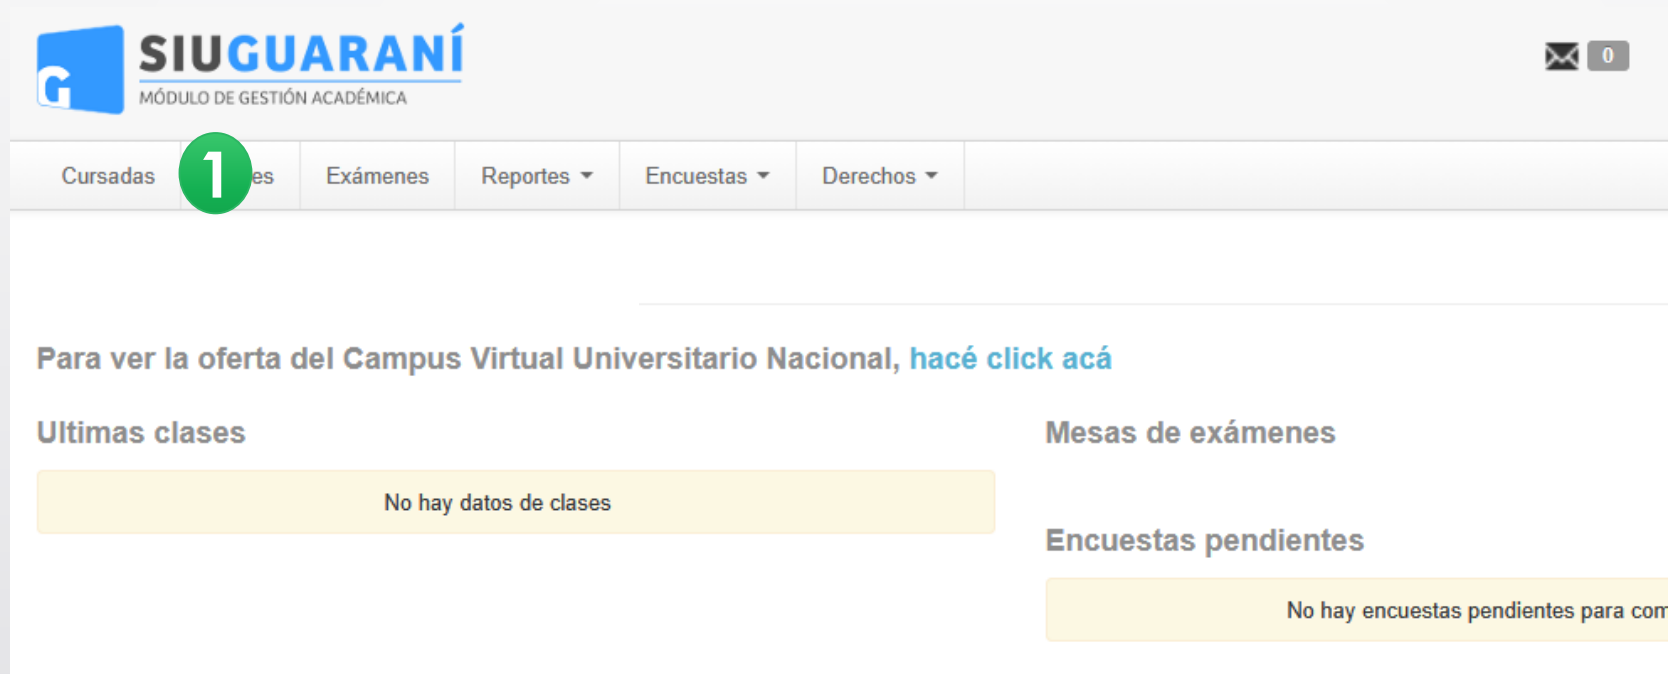 SIUGUARANÍ
MÓDULO DE GESTIÓN ACADÉMICA
0
Cursadas 1 es Exámenes Reportes Encuestas Derechos
Para ver la oferta del Campus Virtual Universitario Nacional, hacé click acá
Ultimas clases
No hay datos de clases
Mesas de exámenes
Encuestas pendientes
No hay encuestas pendientes para com